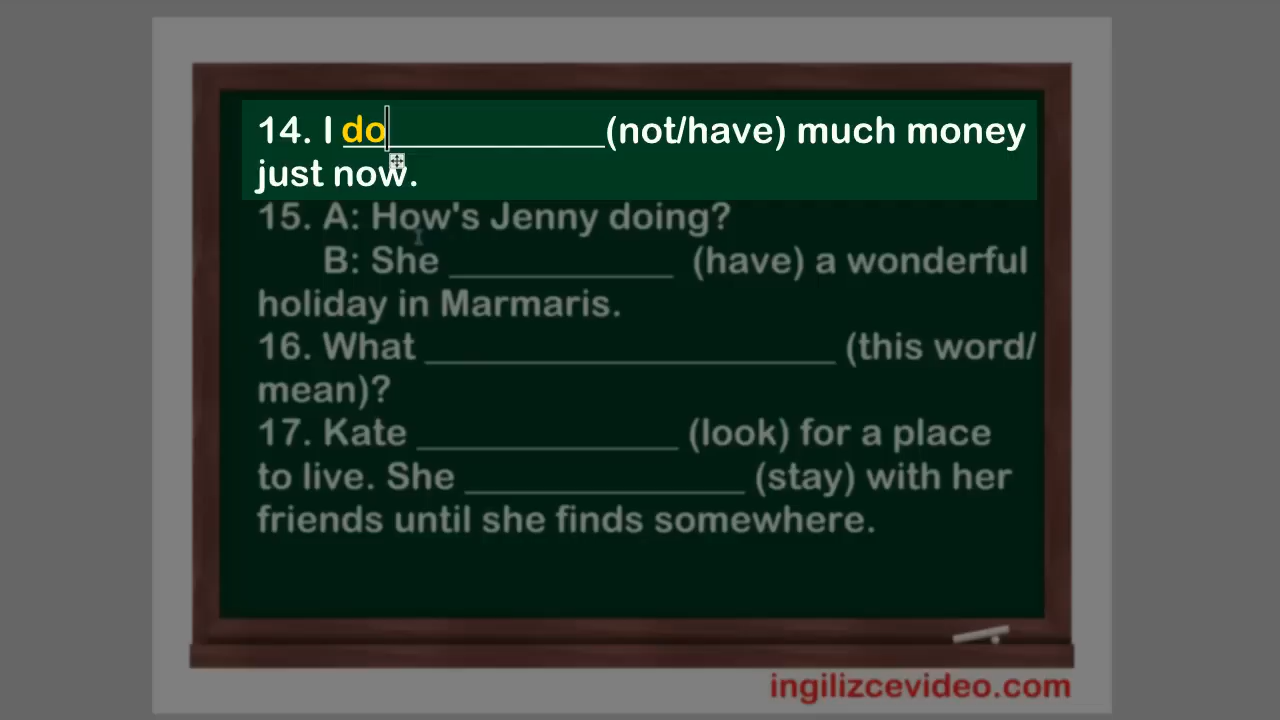 14. I do____________(not/have) much money
just now.
15. A: How's Jenny doing?
B: She ____________ (have) a wonderful
holiday in Marmaris.
16. What ______________________ (this word/
mean)?
17. Kate ______________ (look) for a place
to live. She _______________ (stay) with her
friends until she finds somewhere.
ingilizcevideo.com